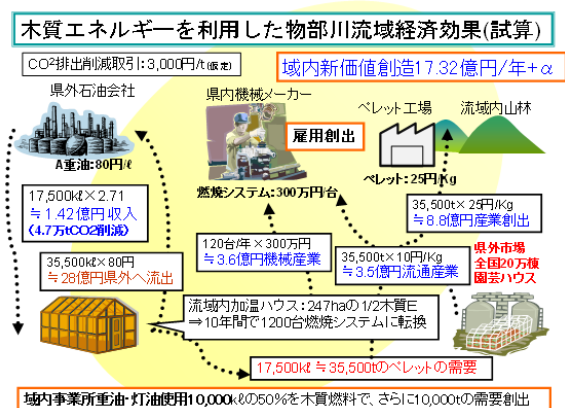 木質エネルギーを利用した物部川流域経済効果(試算)
CO²排出削減取引：3,000円/t(仮定)
域内新価値創造17.32億円/年+α
県外石油会社
県内機械メーカー
ペレット工場
流域内山林
雇用創出
A重油：80円/ℓ
燃焼システム：300万円/台
ペレット：25円/Kg
17,500kℓ×2.71
≒1.42億円収入
(4.7万tCO2削減)
35,500t×25円/Kg
≒8.8億円産業創出
35,500kℓ×80円
≒28億円県外へ流出
120台/年×300万円
≒3.6億円機械産業
35,500t×10円/Kg
≒3.5億円流通産業
県外市場
全国20万棟
園芸ハウス
流域内加温ハウス：247haの1/2木質E
⇒10年間で1200台燃焼システムに転換
17,500kℓ≒35,500tのペレットの需要
域内事業所重油・灯油使用10,000kℓの50%を木質燃料で、さらに10,000tの需要創出